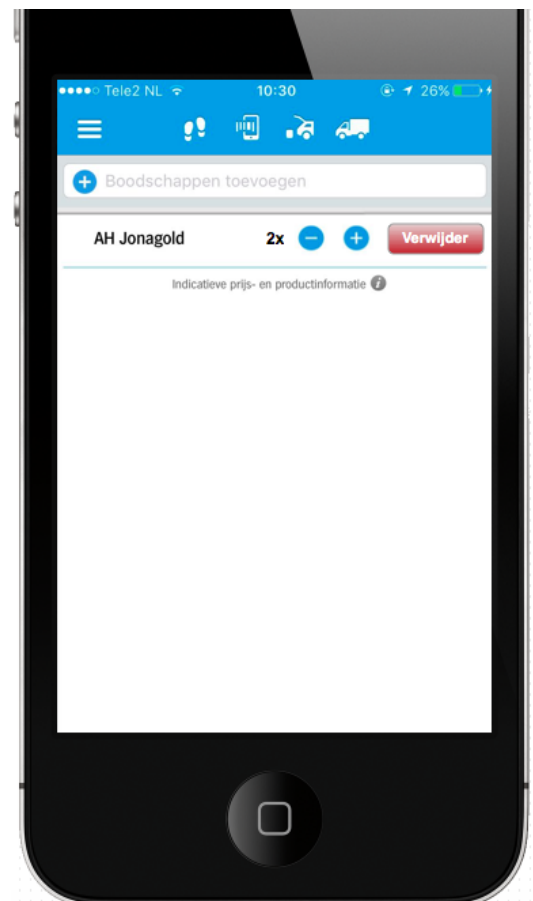 Tele2 NL 10:30 26%
Boodschappen toevoegen
AH Jonagold 2x Verwijder
Indicatieve prijs- en productinformatie i